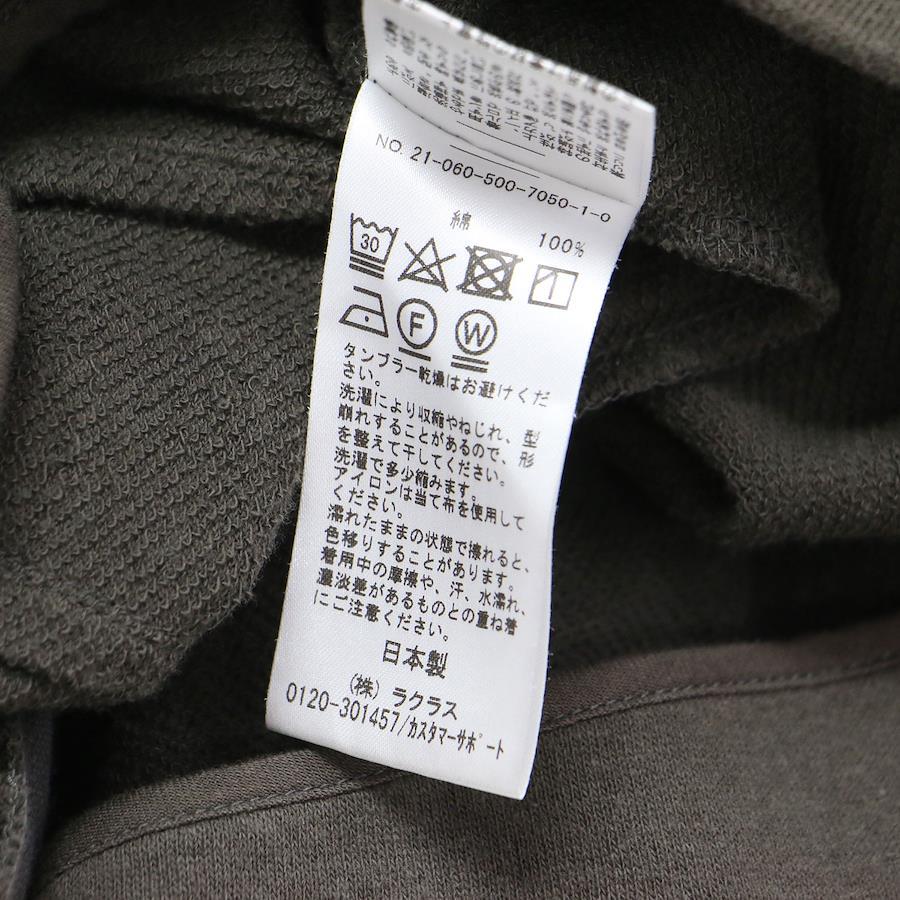 NO. 21-060-500-7050-1-0
綿 100%
30
F W
タンブラー乾燥はお避けくだ
さい。
洗濯により収縮やねじれ、型
崩れすることがあるので、形
を整えて干してください。
洗濯で多少縮みます。
アイロンは当て布を使用して
ください。
濡れたままの状態で擦れると、
色移りすることがあります。
着用中の摩擦や、汗、水濡れ、
濃淡差があるものとの重ね着
にご注意ください。
日本製
(株) ラクラス
0120-301457/カスタマーサポート